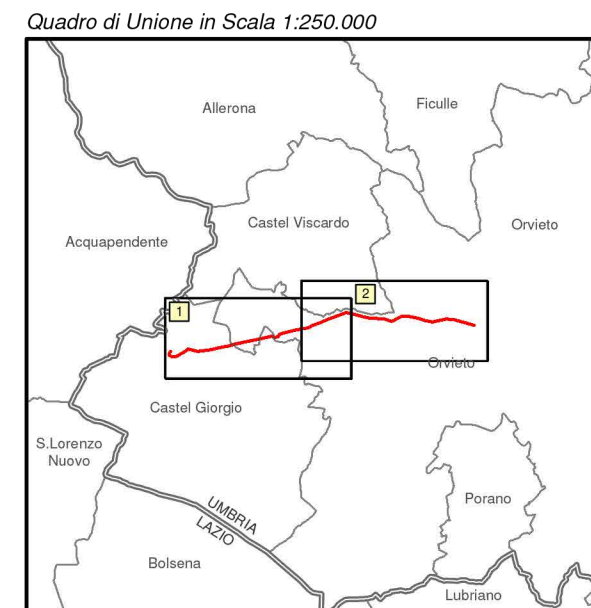 Quadro di Unione in Scala 1:250.000
Allerona
Ficulle
Castel Viscardo
Orvieto
Acquapendente
2
1
Orvieto
Castel Giorgio
S.Lorenzo
Nuovo
Porano
UMBRIA
LAZIO
Bolsena
Lubriano